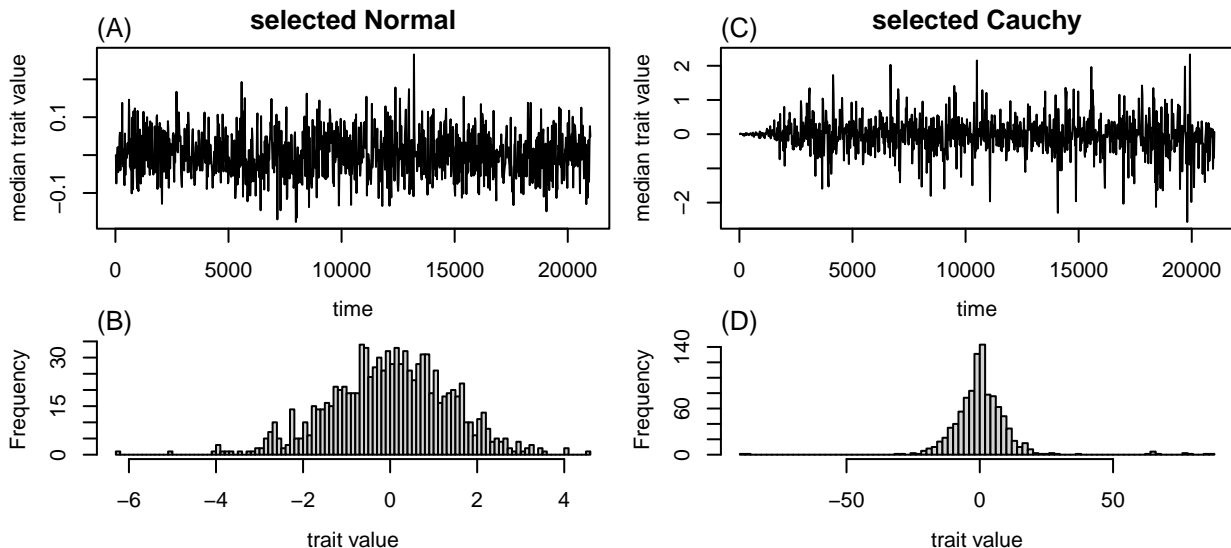 (A)
selected Normal
median trait value
0.1
−0.1
0 5000 10000 15000 20000
time
(B)
Frequency
30
15
0
−6 −4 −2 0 2 4
trait value
(C)
selected Cauchy
median trait value
2
1
0
−2
0 5000 10000 15000 20000
time
(D)
Frequency
140
60
0
−50 0 50
trait value